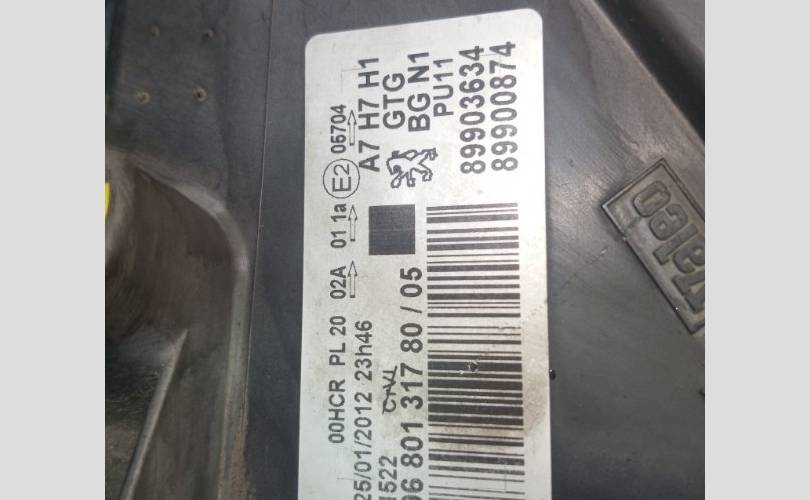 00HCR PL 20 02A 01 1a E2 05704
25/01/2012 23h46 A7 H7 H1
GTG
BG N1
1522 PU11
96 801 317 80 / 05 89903634
89900874
Valeo